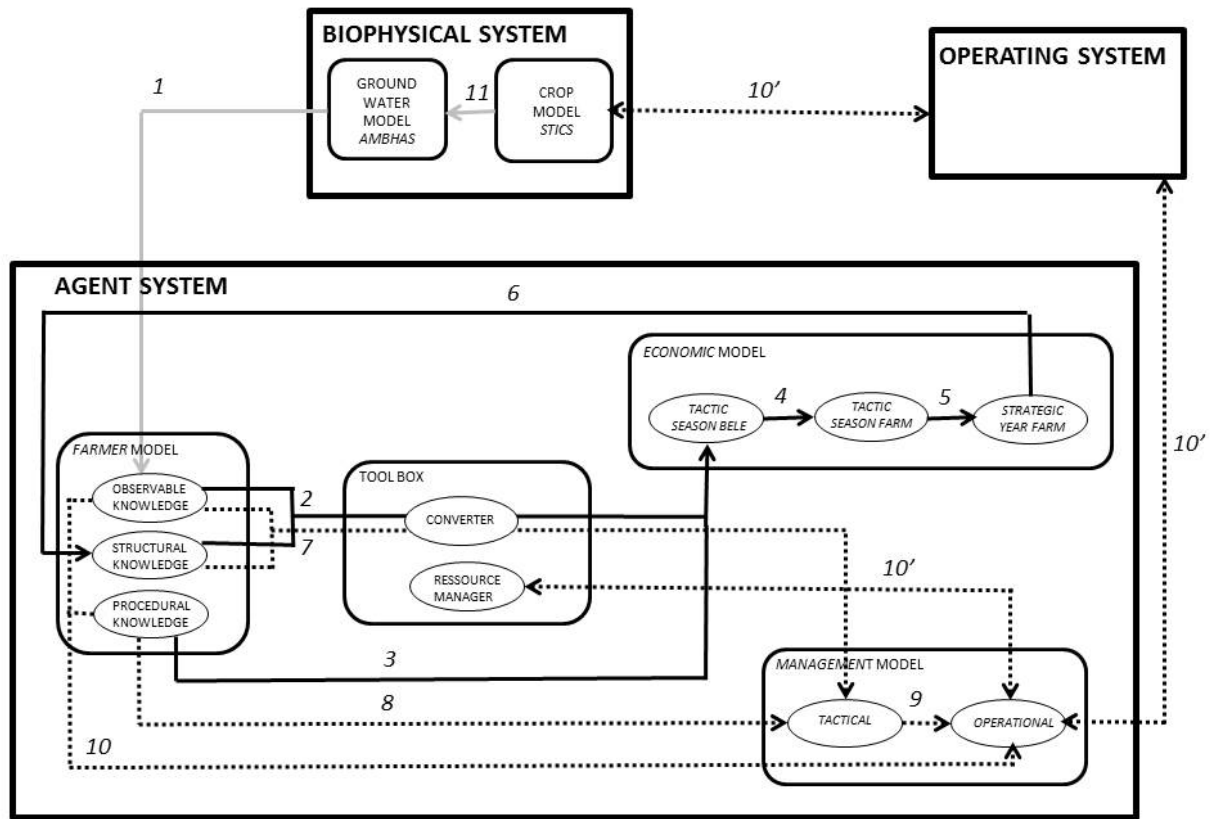 BIOPHYSICAL SYSTEM
GROUND
WATER
MODEL
AMBHAS
11
CROP
MODEL
STICS
10’
OPERATING SYSTEM
1
AGENT SYSTEM
6
ECONOMIC MODEL
TACTIC
SEASON BELE
4
TACTIC
SEASON FARM
5
STRATEGIC
YEAR FARM
10’
FARMER MODEL
OBSERVABLE
KNOWLEDGE
STRUCTURAL
KNOWLEDGE
PROCEDURAL
KNOWLEDGE
2
7
TOOL BOX
CONVERTER
RESSOURCE
MANAGER
10’
3
8
10
MANAGEMENT MODEL
TACTICAL
9
OPERATIONAL